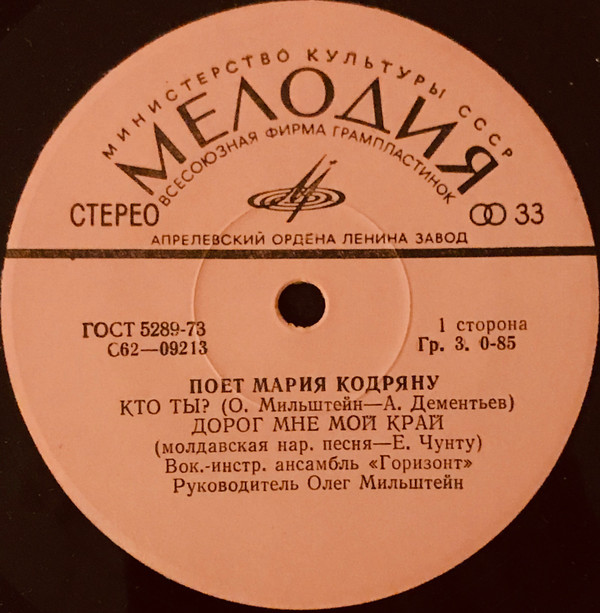 МИНИСТЕРСТВО КУЛЬТУРЫ СССР
МЕЛОДИЯ
ВСЕСОЮЗНАЯ ФИРМА ГРАМПЛАСТИНОК
СТЕРЕО
33
АПРЕЛЕВСКИЙ ОРДЕНА ЛЕНИНА ЗАВОД
ГОСТ 5289-73
С62—09213
1 сторона
Гр. 3. 0-85
ПОЕТ МАРИЯ КОДРЯНУ
КТО ТЫ? (О. Мильштейн—А. Дементьев)
ДОРОГ МНЕ МОЙ КРАЙ
(молдавская нар. песня—Е. Чунту)
Вок.-инстр. ансамбль «Горизонт»
Руководитель Олег Мильштейн